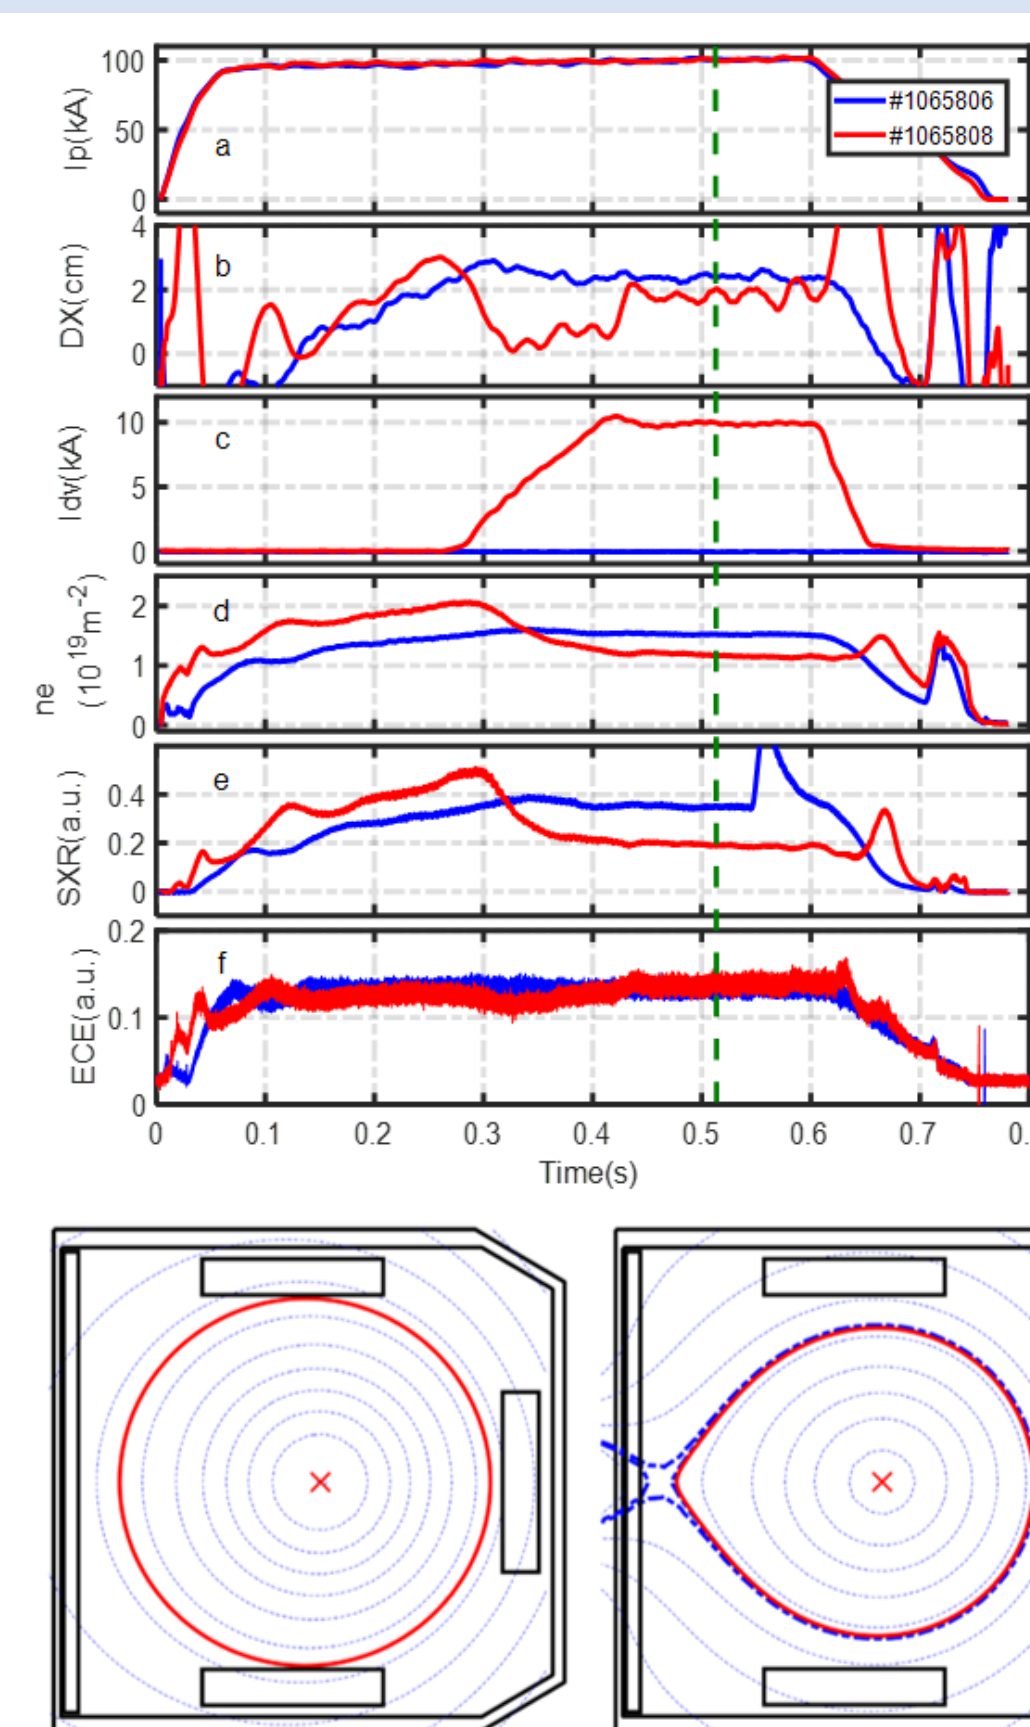 Ip(kA)
100
50
0
a
#1065806
#1065808
DX(cm)
4
2
0
b
Idv(kA)
10
5
0
c
ne
(10¹⁹m⁻²)
2
1
0
d
SXR(a.u.)
0.4
0.2
0
e
ECE(a.u.)
0.2
0.1
0
f
0 0.1 0.2 0.3 0.4 0.5 0.6 0.7 0.
Time(s)